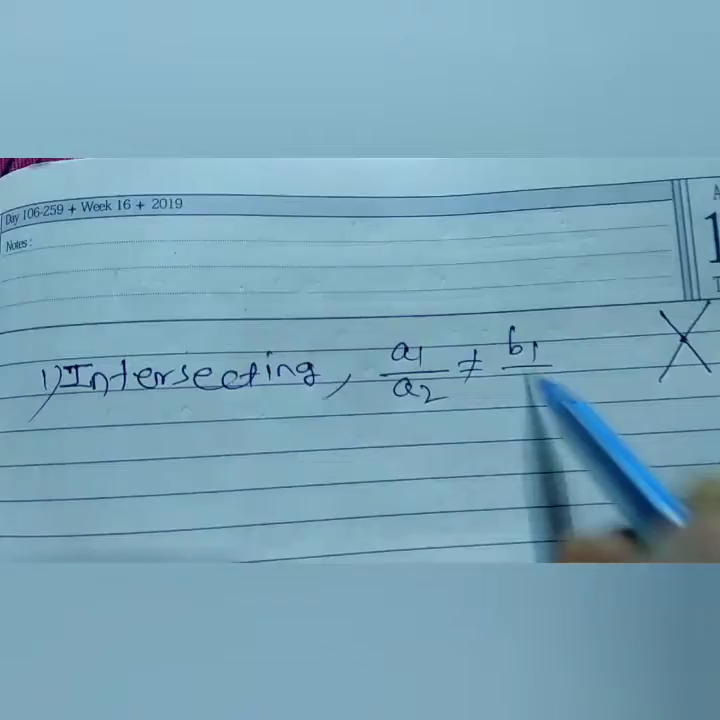 Day 106-259 + Week 16 + 2019
Notes:
1) Intersecting, a1/a2 ≠ b1/